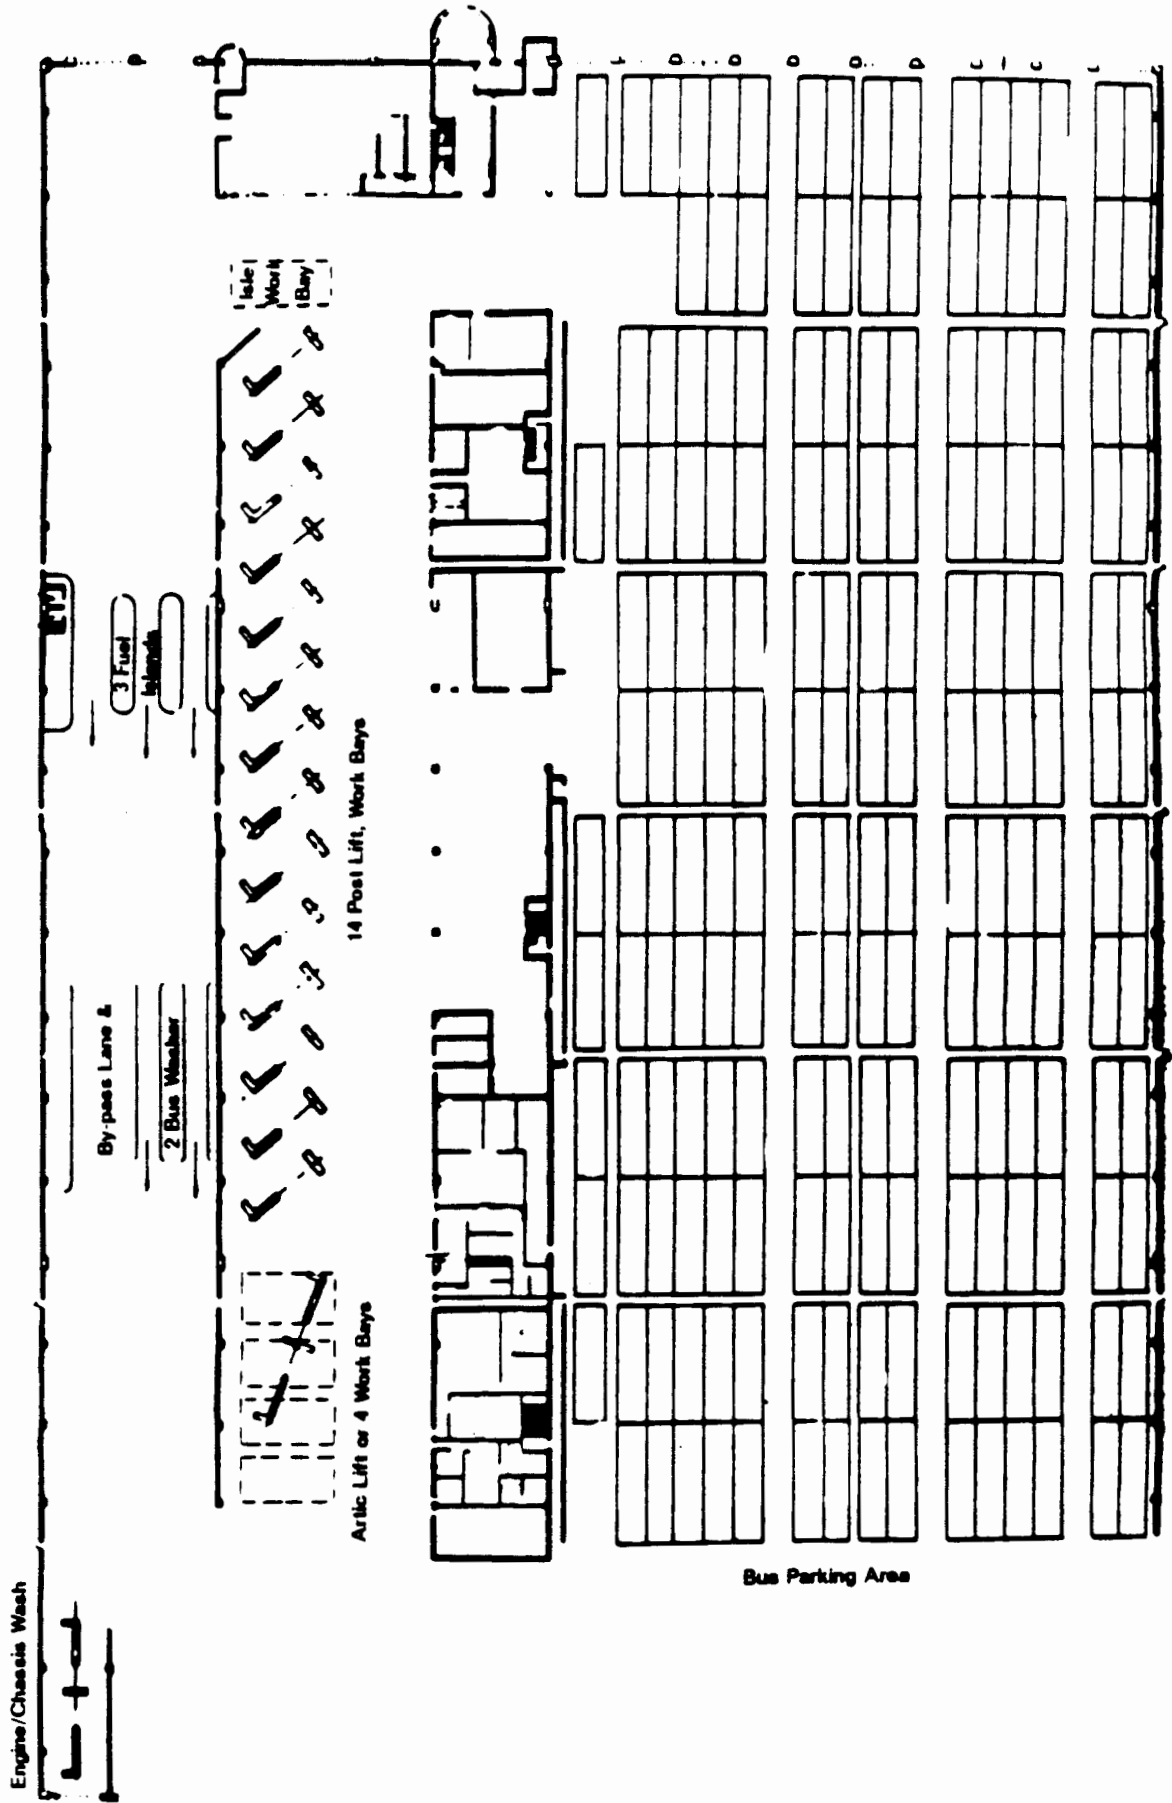 Engine/Chassis Wash
By-pass Lane &
2 Bus Washer
3 Fuel
Islands
Isle
Work
Bay
14 Post Lift, Work Bays
Artic Lift or 4 Work Bays
Bus Parking Area